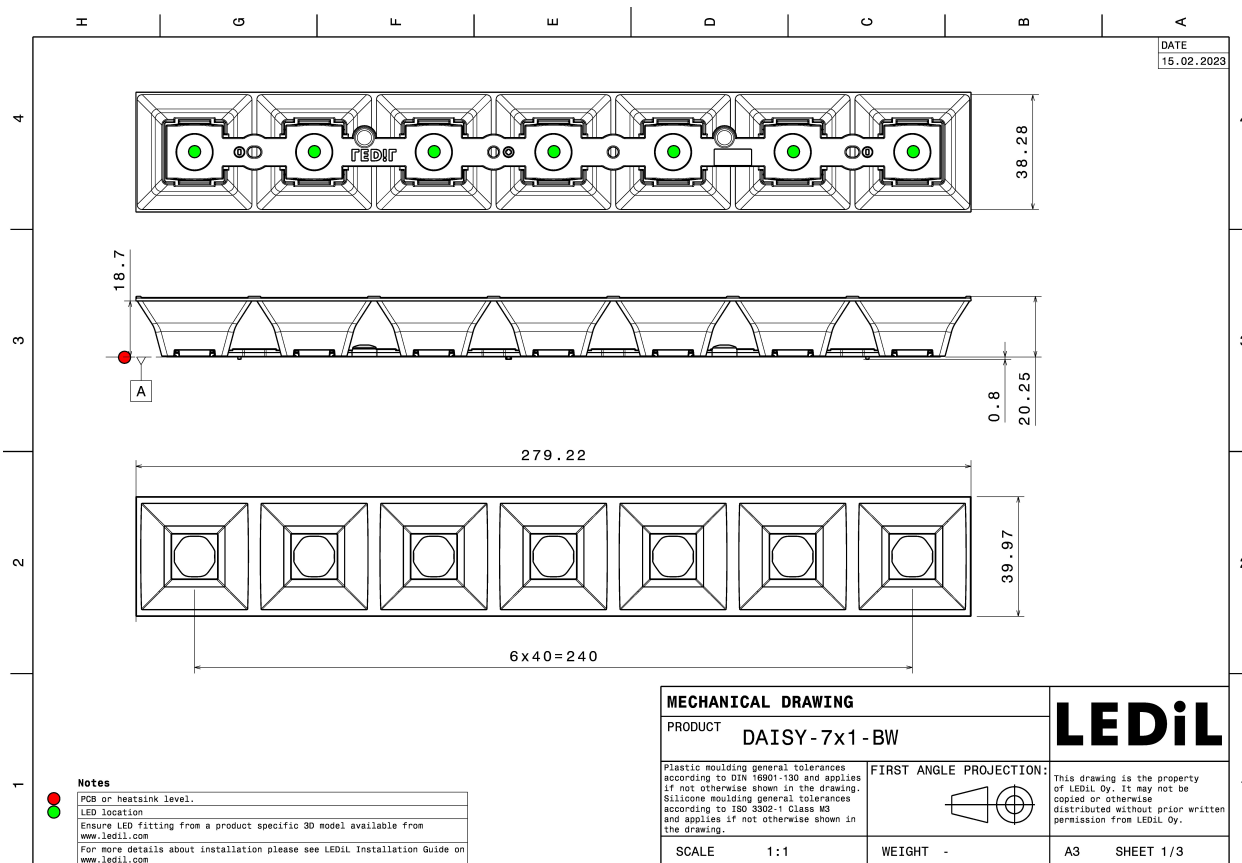 H G F E D C B A
DATE
15.02.2023
4
38.28
LEDiL
18.7
3
A
0.8
20.25
279.22
39.97
2
6x40=240
1
MECHANICAL DRAWING
PRODUCT DAISY-7x1-BW
LEDiL
Plastic moulding general tolerances
according to DIN 16901-130 and applies
if not otherwise shown in the drawing.
Silicone moulding general tolerances
according to ISO 3302-1 Class M3
and applies if not otherwise shown in
the drawing.
FIRST ANGLE PROJECTION:
This drawing is the property
of LEDiL Oy. It may not be
copied or otherwise
distributed without prior written
permission from LEDiL Oy.
SCALE 1:1
WEIGHT -
A3 SHEET 1/3
Notes
PCB or heatsink level.
LED location
Ensure LED fitting from a product specific 3D model available from
www.ledil.com
For more details about installation please see LEDiL Installation Guide on
www.ledil.com